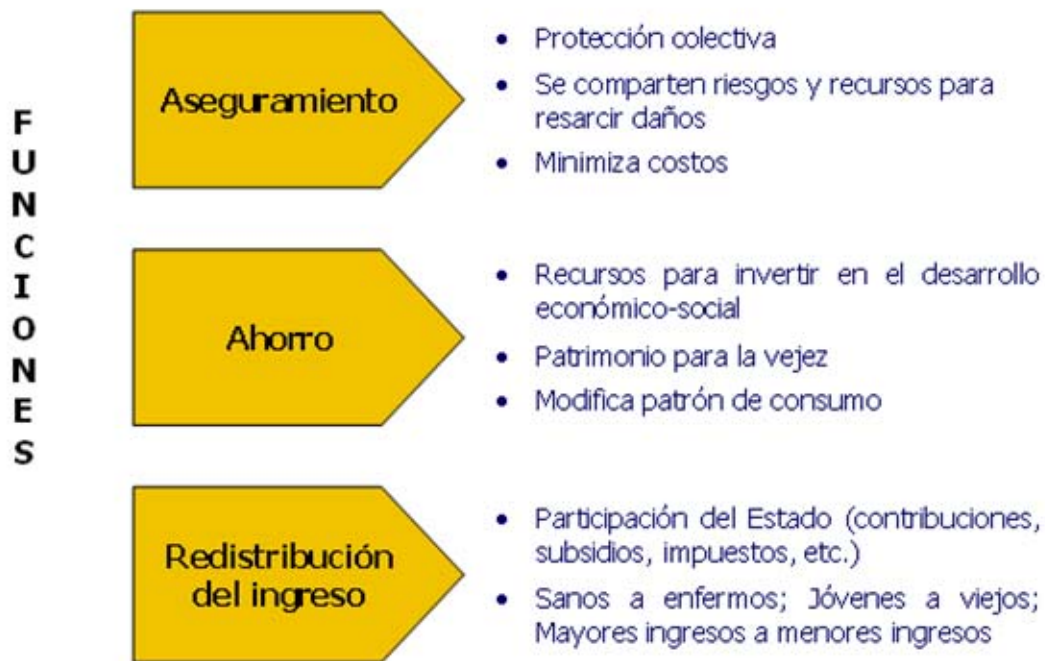 FUNCIONES
Aseguramiento
• Protección colectiva
• Se comparten riesgos y recursos para
resarcir daños
• Minimiza costos
Ahorro
• Recursos para invertir en el desarrollo
económico-social
• Patrimonio para la vejez
• Modifica patrón de consumo
Redistribución
del ingreso
• Participación del Estado (contribuciones,
subsidios, impuestos, etc.)
• Sanos a enfermos; Jóvenes a viejos;
Mayores ingresos a menores ingresos